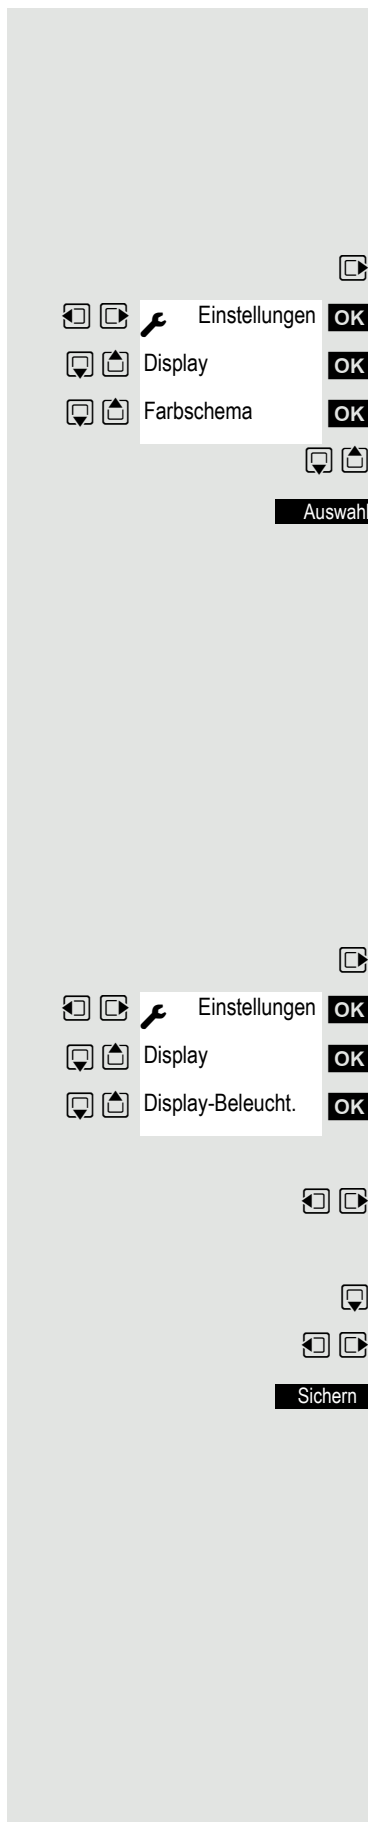 Einstellungen OK
Display OK
Farbschema OK
Auswahl
Einstellungen OK
Display OK
Display-Beleucht. OK
Sichern